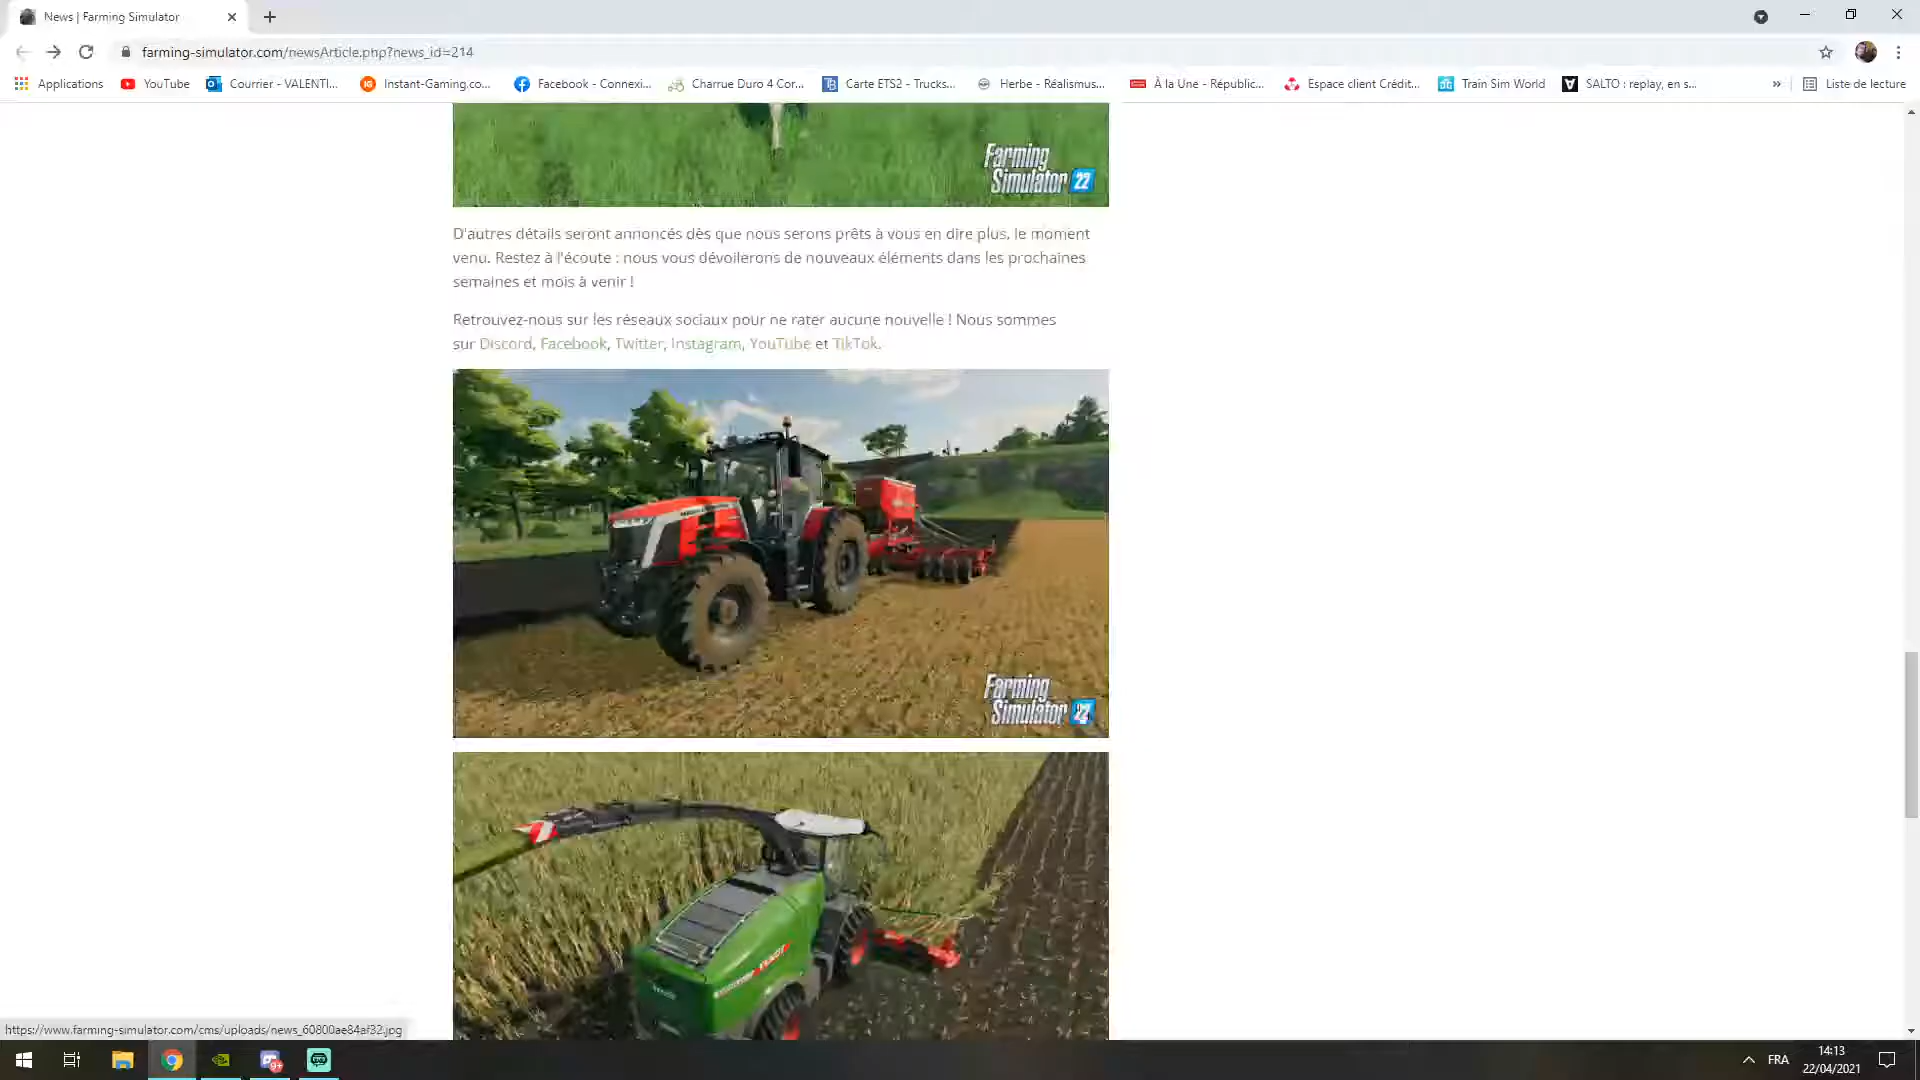 News | Farming Simulator
farming-simulator.com/newsArticle.php?news_id=214
Applications
YouTube
Courrier - VALENTI...
Instant-Gaming.co...
Facebook - Connexi...
Charrue Duro 4 Cor...
Carte ETS2 - Trucks...
Herbe - Réalismus...
À la Une - Républic...
Espace client Crédit...
Train Sim World
SALTO : replay, en s...
»
Liste de lecture
Farming
Simulator 22
D'autres détails seront annoncés dès que nous serons prêts à vous en dire plus, le moment
venu. Restez à l'écoute : nous vous dévoilerons de nouveaux éléments dans les prochaines
semaines et mois à venir !
Retrouvez-nous sur les réseaux sociaux pour ne rater aucune nouvelle ! Nous sommes
sur Discord, Facebook, Twitter, Instagram, YouTube et TikTok.
Farming
Simulator 22
https://www.farming-simulator.com/cms/uploads/news_60800ae84af32.jpg
9+
FRA
14:13
22/04/2021